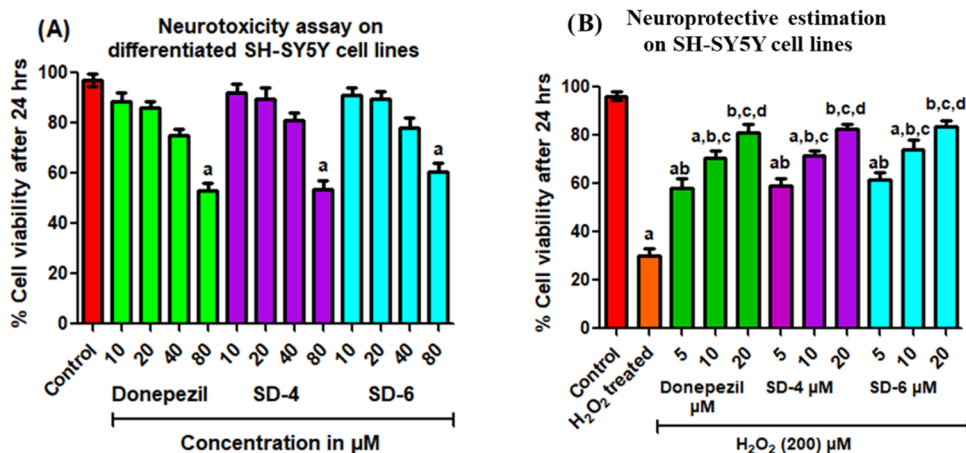 (A)
Neurotoxicity assay on
differentiated SH-SY5Y cell lines
% Cell viability after 24 hrs
100
80
60
40
20
0
a
a
a
Control
10
20
40
80
10
20
40
80
10
20
40
80
Donepezil
SD-4
SD-6
Concentration in µM
(B)
Neuroprotective estimation
on SH-SY5Y cell lines
% Cell viability after 24 hrs
100
80
60
40
20
0
a
ab
a,b,c
b,c,d
ab
a,b,c
b,c,d
ab
a,b,c
b,c,d
Control
H₂O₂ treated
5
10
20
5
10
20
5
10
20
Donepezil
µM
SD-4 µM
SD-6 µM
H₂O₂ (200) µM